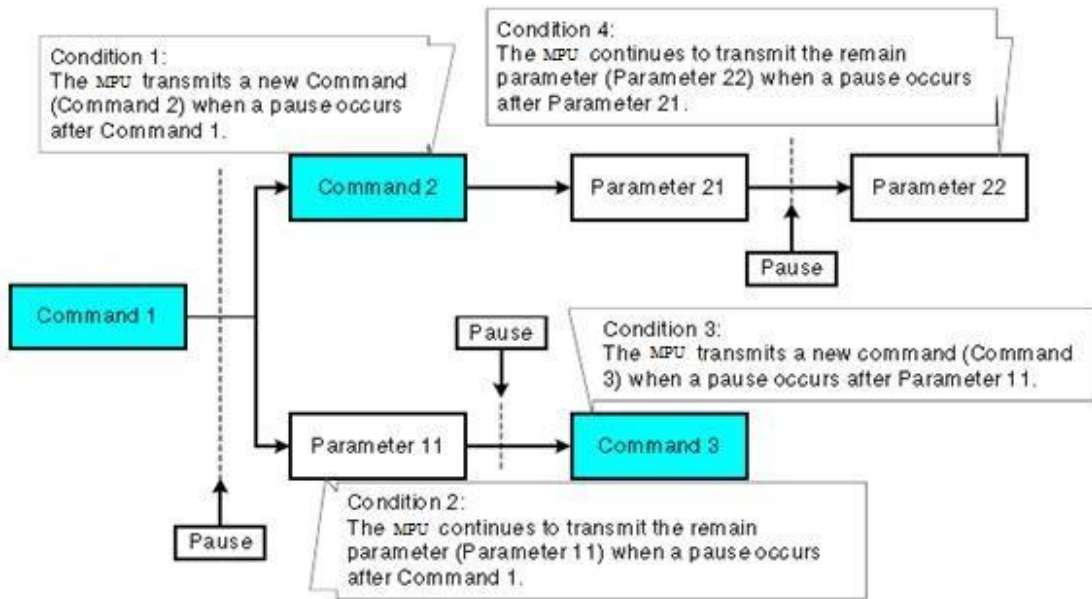 Condition 1:
The MPU transmits a new Command
(Command 2) when a pause occurs
after Command 1.
Condition 4:
The MPU continues to transmit the remain
parameter (Parameter 22) when a pause occurs
after Parameter 21.
Command 2
Parameter 21
Parameter 22
Pause
Command 1
Pause
Condition 3:
The MPU transmits a new command (Command
3) when a pause occurs after Parameter 11.
Parameter 11
Command 3
Pause
Condition 2:
The MPU continues to transmit the remain
parameter (Parameter 11) when a pause occurs
after Command 1.